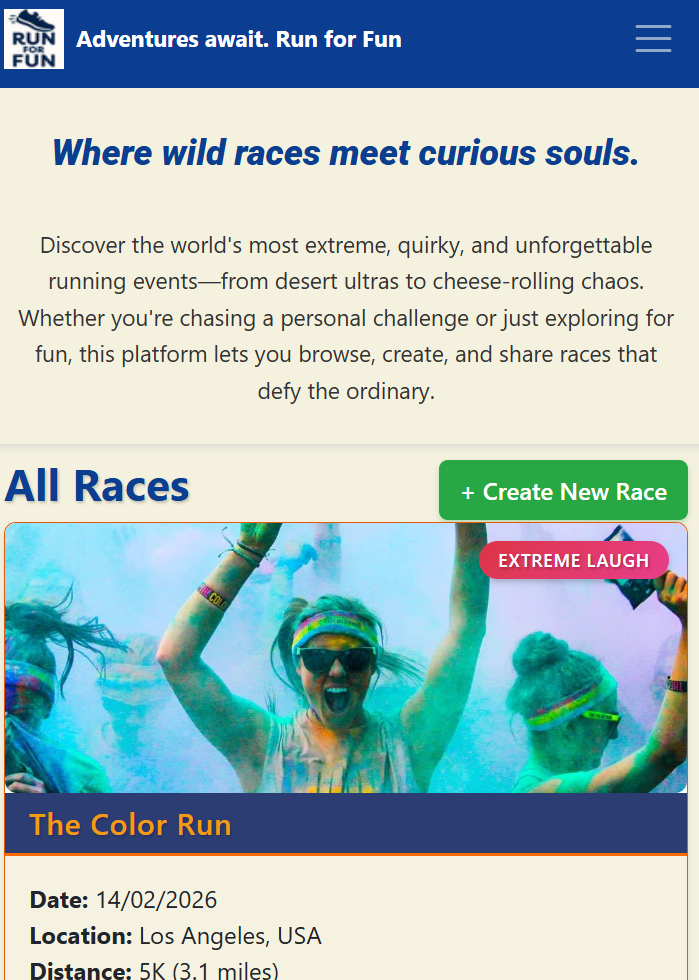 RUN
FOR
FUN
Adventures await. Run for Fun
Where wild races meet curious souls.
Discover the world's most extreme, quirky, and unforgettable
running events—from desert ultras to cheese-rolling chaos.
Whether you're chasing a personal challenge or just exploring for
fun, this platform lets you browse, create, and share races that
defy the ordinary.
All Races
+ Create New Race
EXTREME LAUGH
The Color Run
Date: 14/02/2026
Location: Los Angeles, USA
Distance: 5K (3.1 miles)